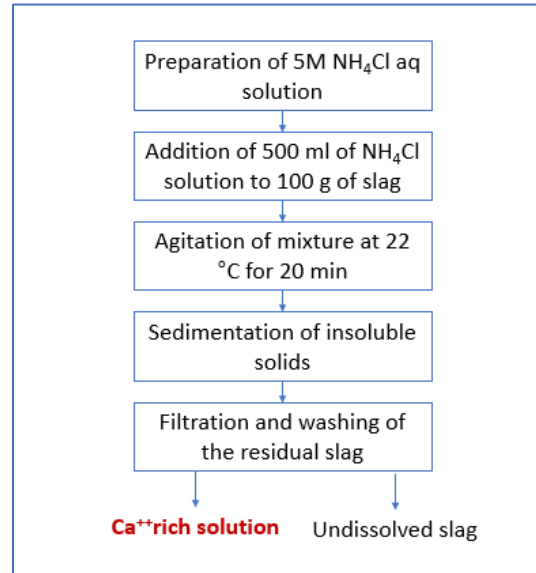 Preparation of 5M NH₄Cl aq
solution
Addition of 500 ml of NH₄Cl
solution to 100 g of slag
Agitation of mixture at 22
°C for 20 min
Sedimentation of insoluble
solids
Filtration and washing of
the residual slag
Ca⁺⁺rich solution
Undissolved slag